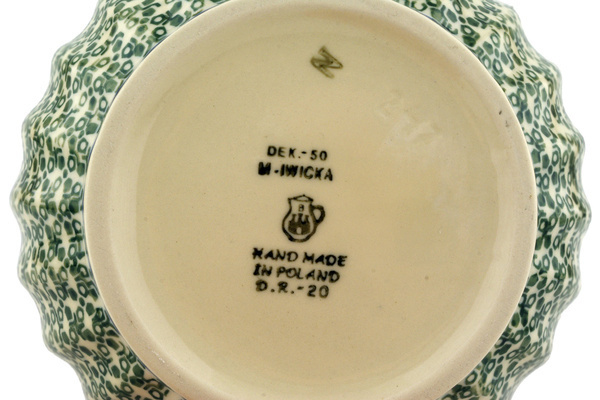 N
DEK.-50
M-IWICKA
B
HAND MADE
IN POLAND
D.R.-20